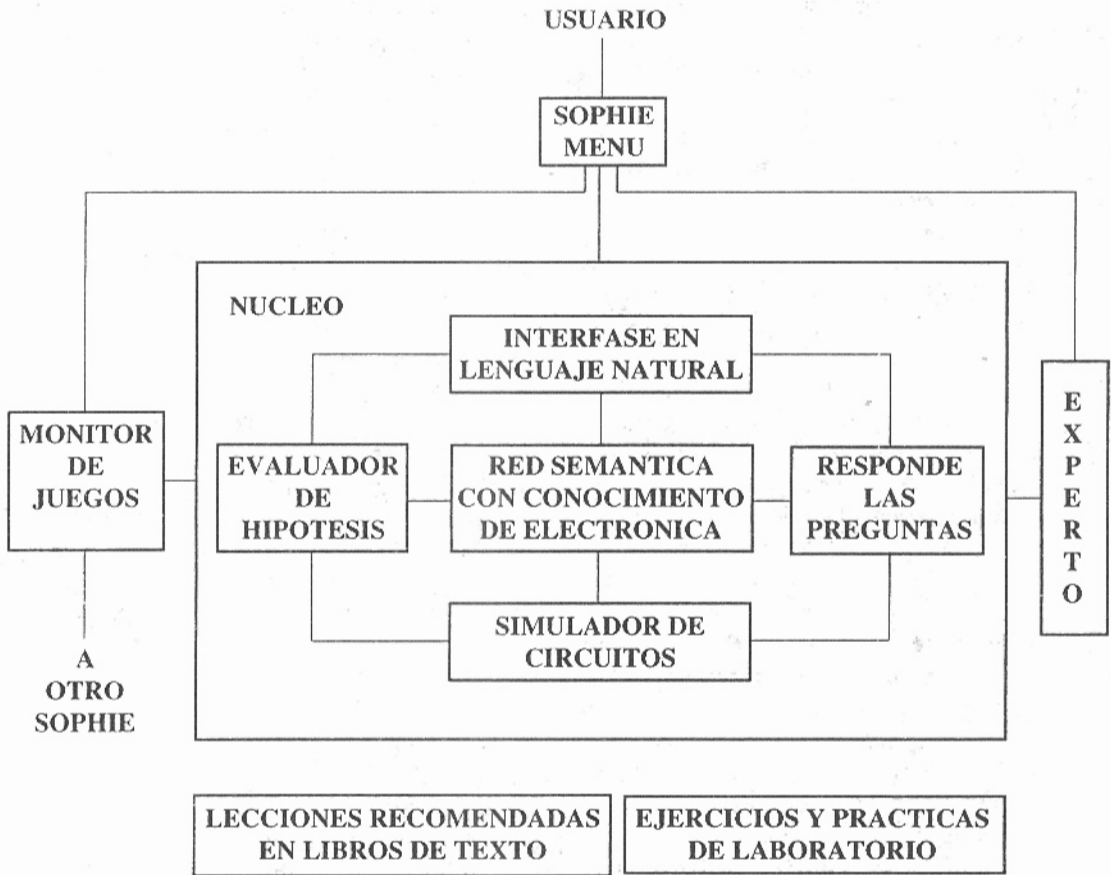 USUARIO
SOPHIE
MENU
NUCLEO
INTERFASE EN
LENGUAJE NATURAL
MONITOR
DE
JUEGOS
EVALUADOR
DE
HIPOTESIS
RED SEMANTICA
CON CONOCIMIENTO
DE ELECTRONICA
RESPONDE
LAS
PREGUNTAS
E
X
P
E
R
T
O
SIMULADOR DE
CIRCUITOS
A
OTRO
SOPHIE
LECCIONES RECOMENDADAS
EN LIBROS DE TEXTO
EJERCICIOS Y PRACTICAS
DE LABORATORIO